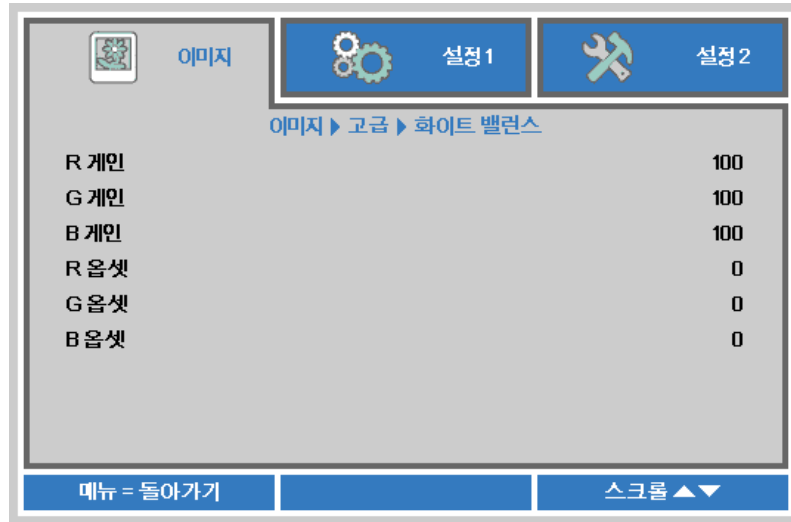 이미지 설정 1 설정 2
이미지 ▶ 고급 ▶ 화이트 밸런스
R 게인 100
G 게인 100
B 게인 100
R 옵셋 0
G 옵셋 0
B 옵셋 0
메뉴 = 돌아가기 스크롤 ▲▼